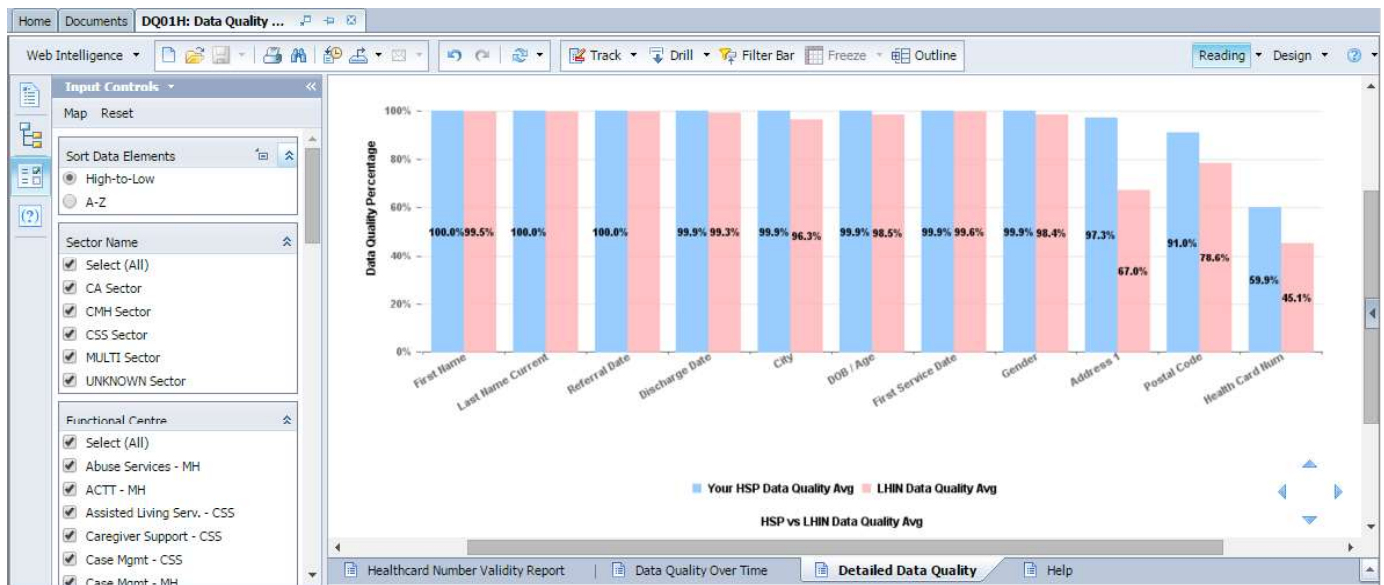 Home Documents DQ01H: Data Quality ...
Web Intelligence Track Drill Filter Bar Freeze Outline Reading Design
Input Controls
Map Reset
Sort Data Elements
High-to-Low
A-Z
Sector Name
Select (All)
CA Sector
CMH Sector
CSS Sector
MULTI Sector
UNKNOWN Sector
Functional Centre
Select (All)
Abuse Services - MH
ACTT - MH
Assisted Living Serv. - CSS
Caregiver Support - CSS
Case Mgmt - CSS
Case Mgmt - MH
Data Quality Percentage
100%
80%
60%
40%
20%
0%
100.0% 99.5% 100.0% 100.0% 99.9% 99.3% 99.9% 96.3% 99.9% 98.5% 99.9% 99.6% 99.9% 98.4% 97.3% 67.0% 91.0% 78.6% 59.9% 45.1%
First Name Last Name Current Referral Date Discharge Date City DOB / Age First Service Date Gender Address 1 Postal Code Health Card Num
Your HSP Data Quality Avg LHIN Data Quality Avg
HSP vs LHIN Data Quality Avg
Healthcard Number Validity Report | Data Quality Over Time Detailed Data Quality Help